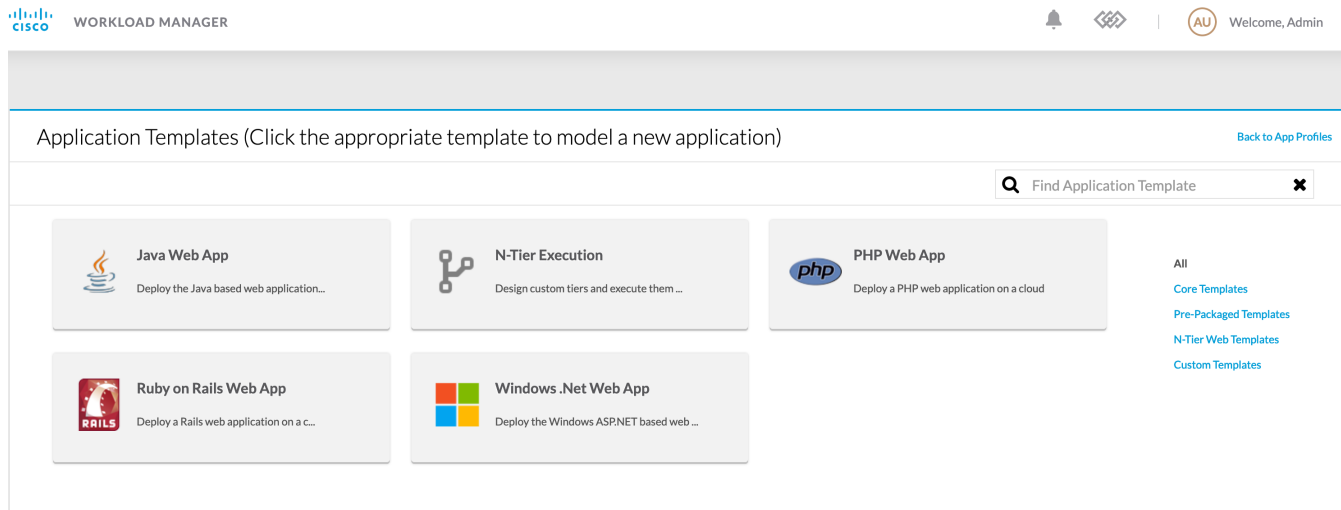 CISCO
WORKLOAD MANAGER
AU
Welcome, Admin
Application Templates (Click the appropriate template to model a new application)
Back to App Profiles
Find Application Template
Java Web App
Deploy the Java based web application...
N-Tier Execution
Design custom tiers and execute them ...
php
PHP Web App
Deploy a PHP web application on a cloud
RAILS
Ruby on Rails Web App
Deploy a Rails web application on a c...
Windows .Net Web App
Deploy the Windows ASP.NET based web ...
All
Core Templates
Pre-Packaged Templates
N-Tier Web Templates
Custom Templates